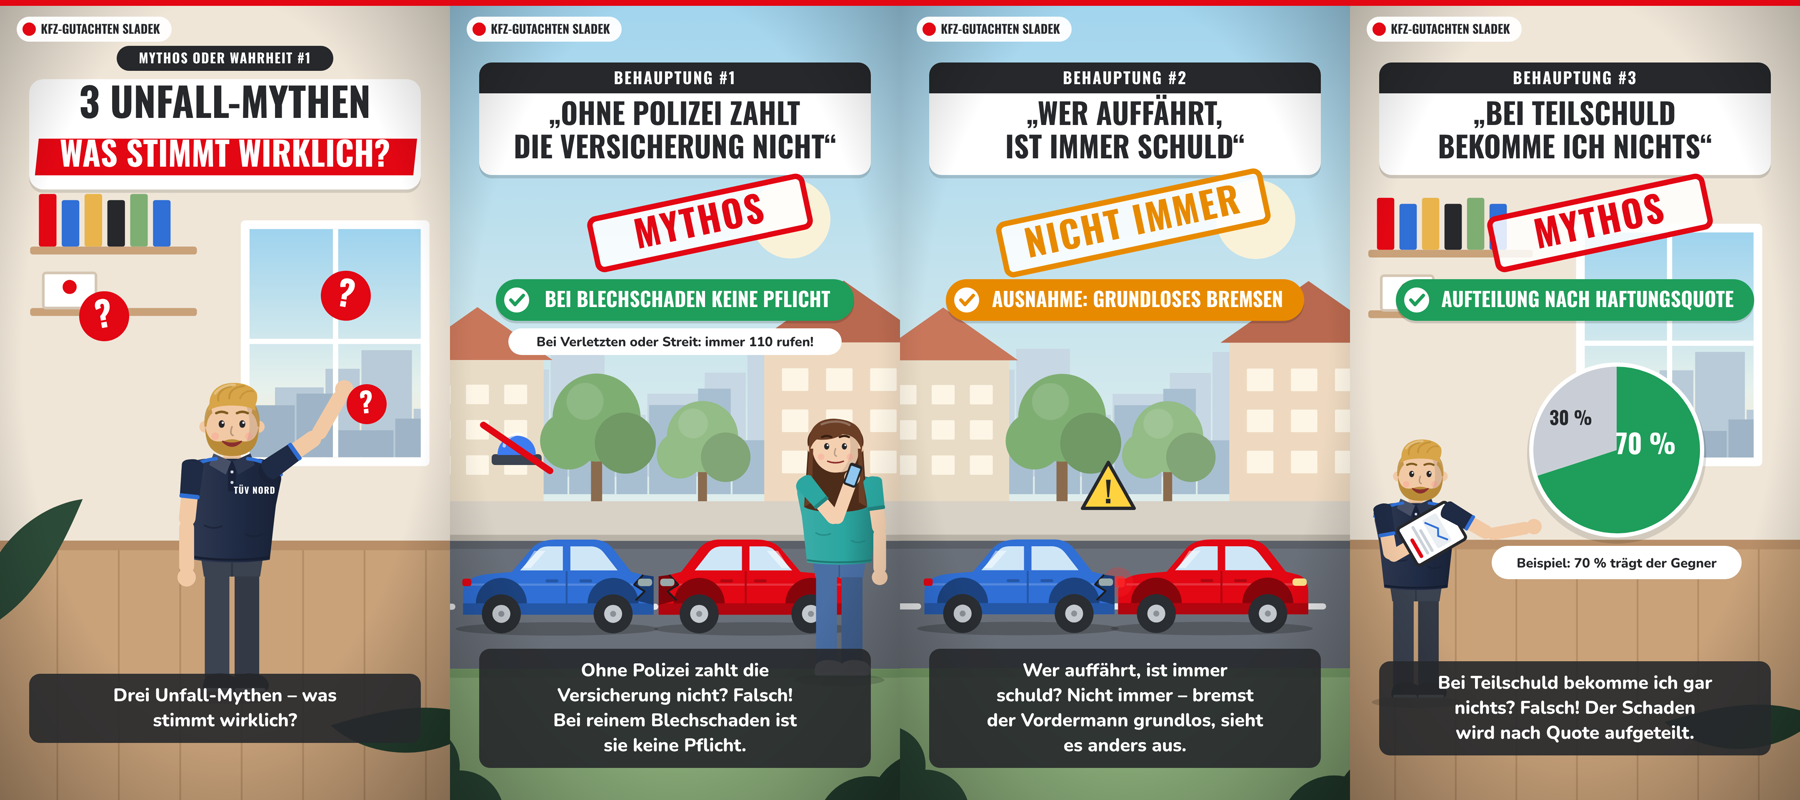 KFZ-GUTACHTEN SLADEK
MYTHOS ODER WAHRHEIT #1
3 UNFALL-MYTHEN
WAS STIMMT WIRKLICH?
?
?
?
TÜV NORD
Drei Unfall-Mythen – was
stimmt wirklich?
KFZ-GUTACHTEN SLADEK
BEHAUPTUNG #1
„OHNE POLIZEI ZAHLT
DIE VERSICHERUNG NICHT“
MYTHOS
BEI BLECHSCHADEN KEINE PFLICHT
Bei Verletzten oder Streit: immer 110 rufen!
Ohne Polizei zahlt die
Versicherung nicht? Falsch!
Bei reinem Blechschaden ist
sie keine Pflicht.
KFZ-GUTACHTEN SLADEK
BEHAUPTUNG #2
„WER AUFFÄHRT,
IST IMMER SCHULD“
NICHT IMMER
AUSNAHME: GRUNDLOSES BREMSEN
!
Wer auffährt, ist immer
schuld? Nicht immer – bremst
der Vordermann grundlos, sieht
es anders aus.
KFZ-GUTACHTEN SLADEK
BEHAUPTUNG #3
„BEI TEILSCHULD
BEKOMME ICH NICHTS“
MYTHOS
AUFTEILUNG NACH HAFTUNGSQUOTE
30 %
70 %
Beispiel: 70 % trägt der Gegner
Bei Teilschuld bekomme ich gar
nichts? Falsch! Der Schaden
wird nach Quote aufgeteilt.